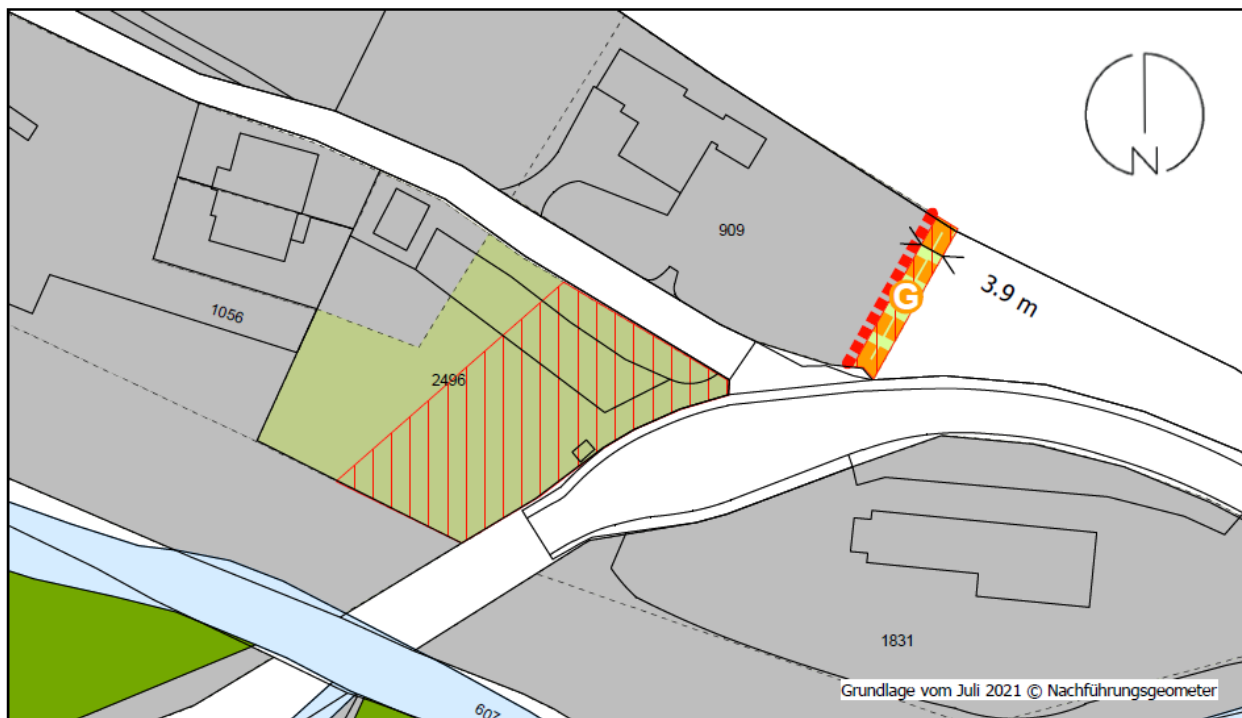 N
909
3.9 m
G
1056
2496
1831
Grundlage vom Juli 2021 © Nachführungsgeometer
607